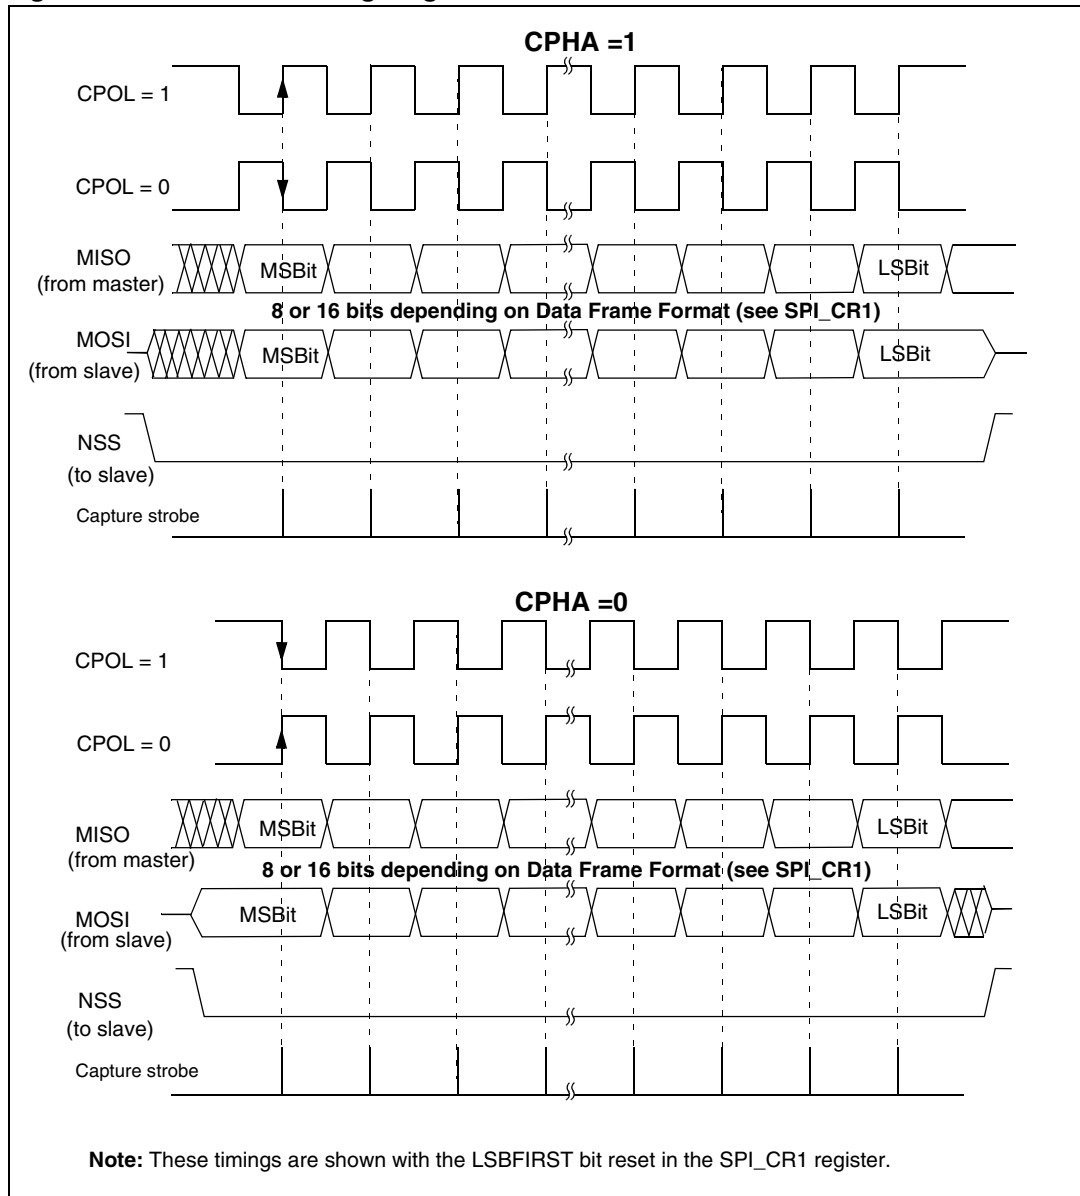 CPHA =1
CPOL = 1
CPOL = 0
MISO
(from master)
MSBit
LSBit
8 or 16 bits depending on Data Frame Format (see SPI_CR1)
MOSI
(from slave)
MSBit
LSBit
NSS
(to slave)
Capture strobe
CPHA =0
CPOL = 1
CPOL = 0
MISO
(from master)
MSBit
LSBit
8 or 16 bits depending on Data Frame Format (see SPI_CR1)
MOSI
(from slave)
MSBit
LSBit
NSS
(to slave)
Capture strobe
Note: These timings are shown with the LSBFIRST bit reset in the SPI_CR1 register.